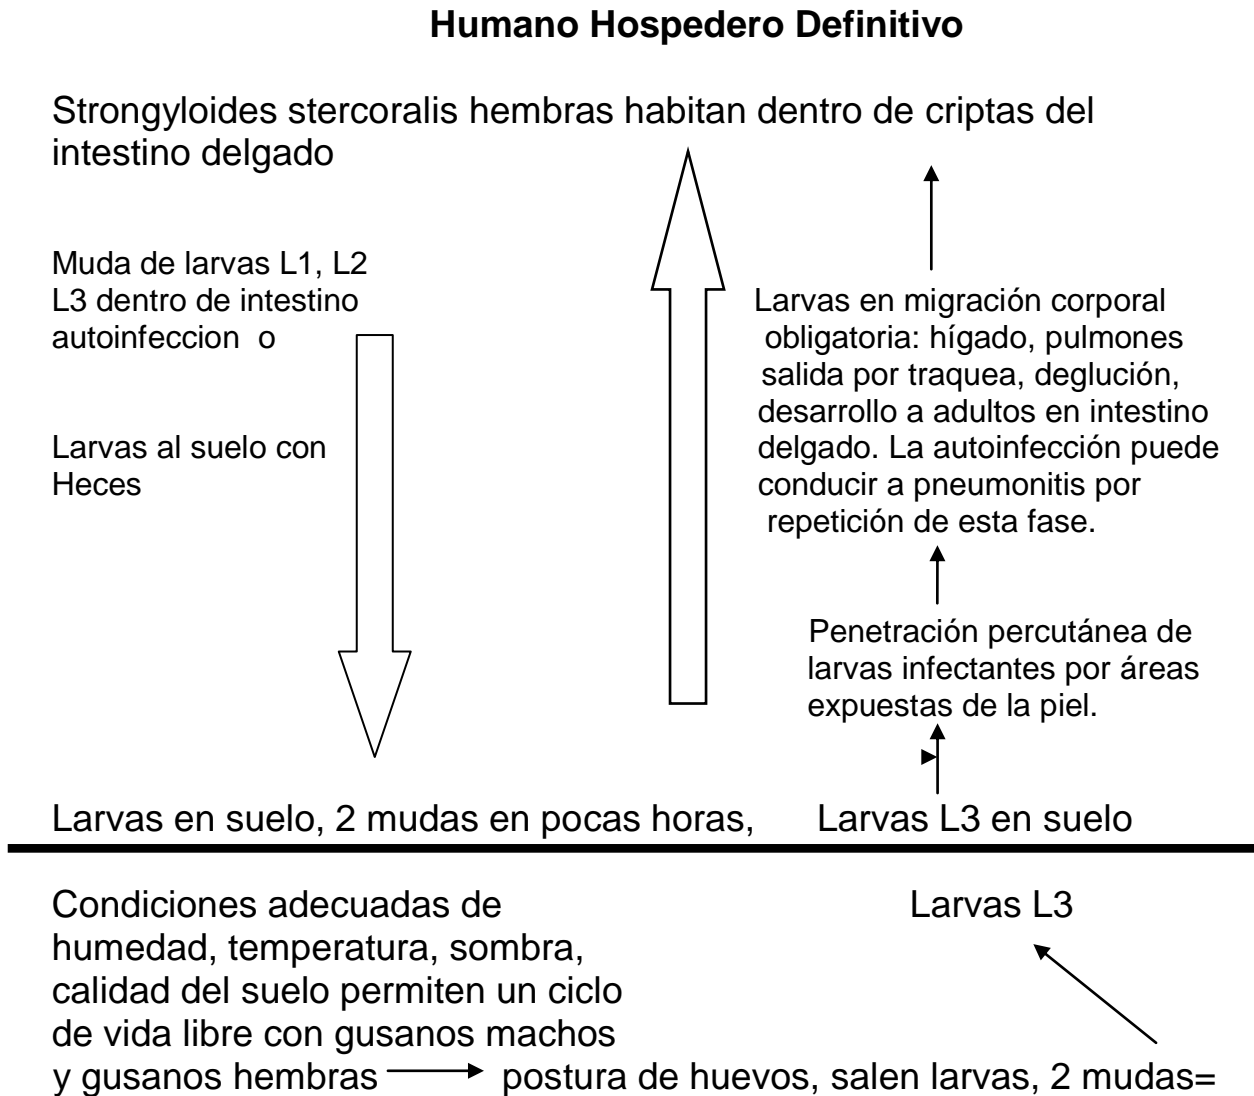 Humano Hospedero Definitivo
Strongyloides stercoralis hembras habitan dentro de criptas del
intestino delgado
Muda de larvas L1, L2
L3 dentro de intestino
autoinfeccion o
Larvas al suelo con
Heces
Larvas en migración corporal
obligatoria: hígado, pulmones
salida por traquea, deglución,
desarrollo a adultos en intestino
delgado. La autoinfección puede
conducir a pneumonitis por
repetición de esta fase.
Penetración percutánea de
larvas infectantes por áreas
expuestas de la piel.
Larvas en suelo, 2 mudas en pocas horas, Larvas L3 en suelo
Condiciones adecuadas de
humedad, temperatura, sombra,
calidad del suelo permiten un ciclo
de vida libre con gusanos machos
y gusanos hembras postura de huevos, salen larvas, 2 mudas=
Larvas L3